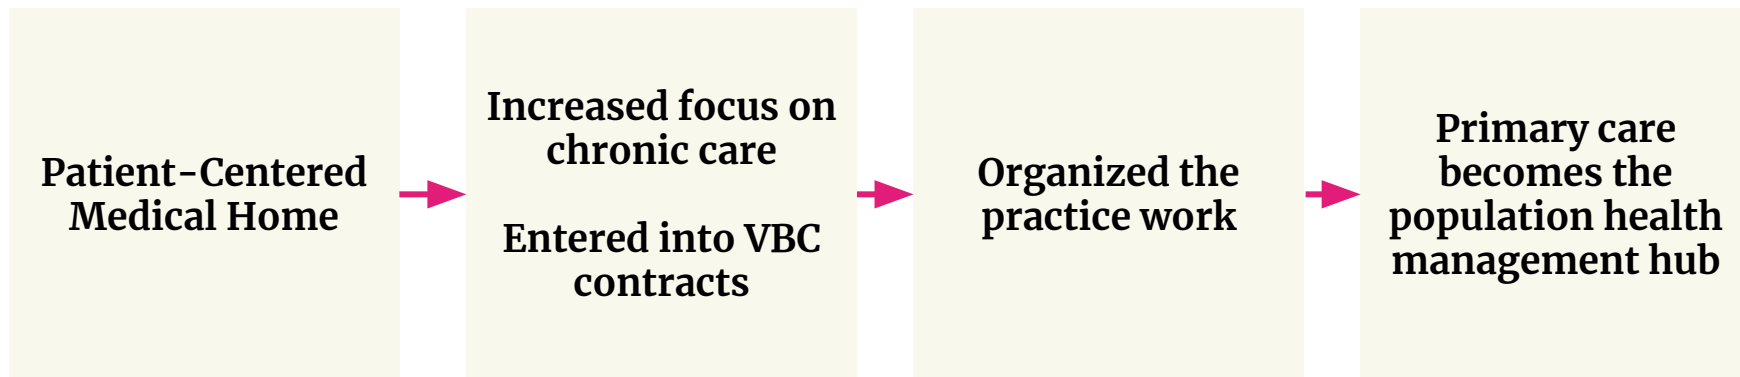 Patient-Centered
Medical Home
Increased focus on
chronic care
Entered into VBC
contracts
Organized the
practice work
Primary care
becomes the
population health
management hub